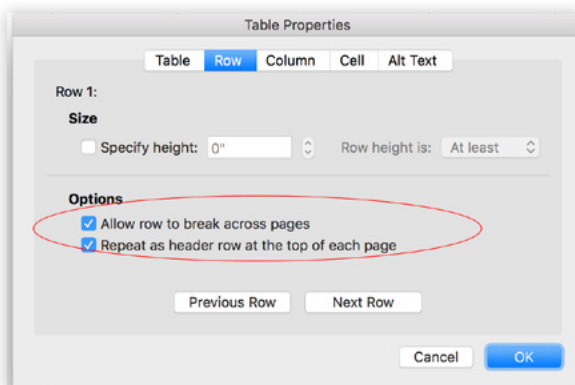 Table Properties
Table Row Column Cell Alt Text
Row 1:
Size
Specify height: 0" Row height is: At least
Options
Allow row to break across pages
Repeat as header row at the top of each page
Previous Row Next Row
Cancel OK